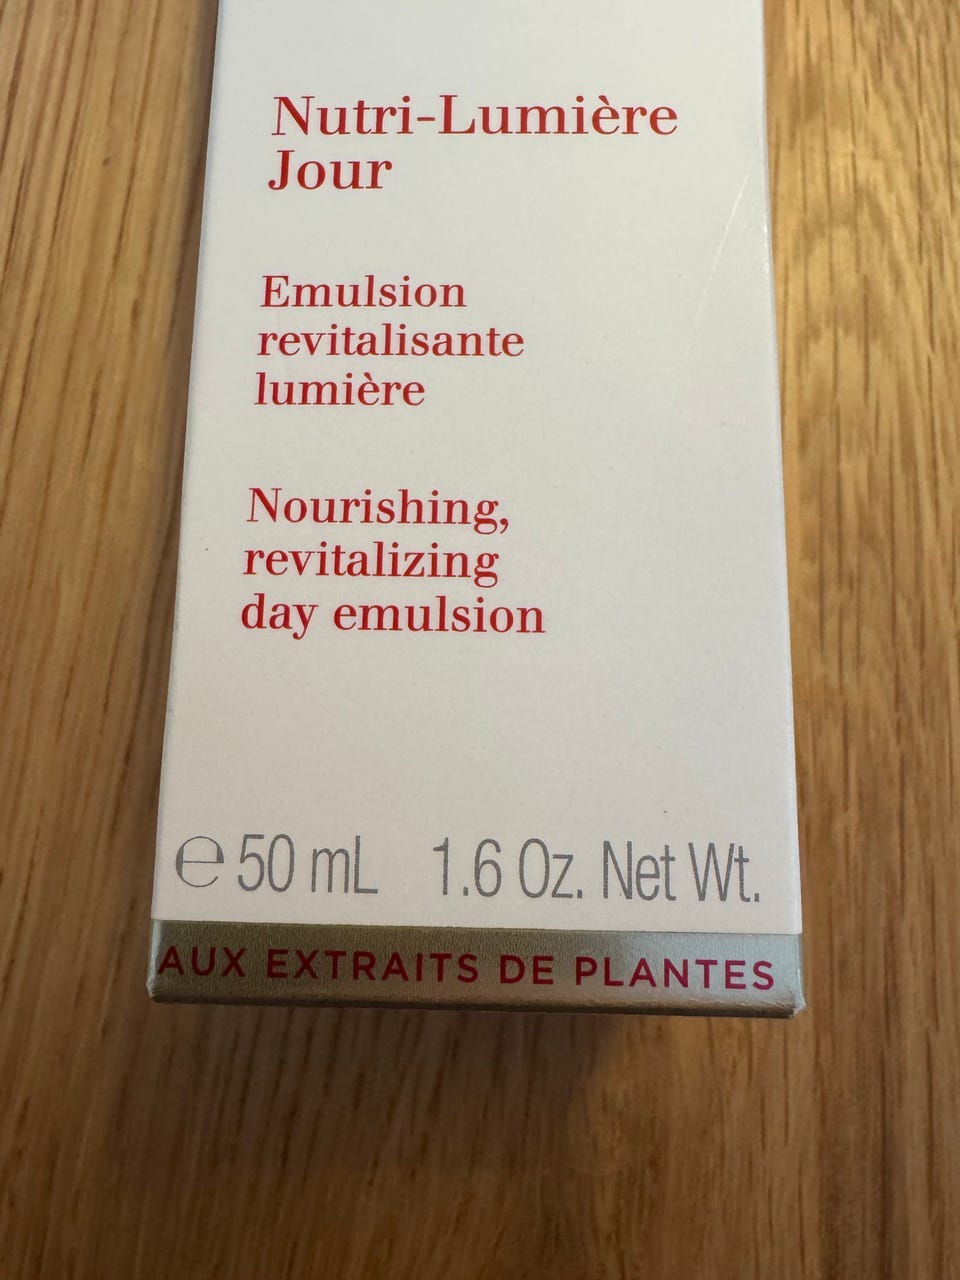 Nutri-Lumière
Jour
Emulsion
revitalisante
lumière
Nourishing,
revitalizing
day emulsion
℮ 50 mL 1.6 Oz. Net Wt.
AUX EXTRAITS DE PLANTES